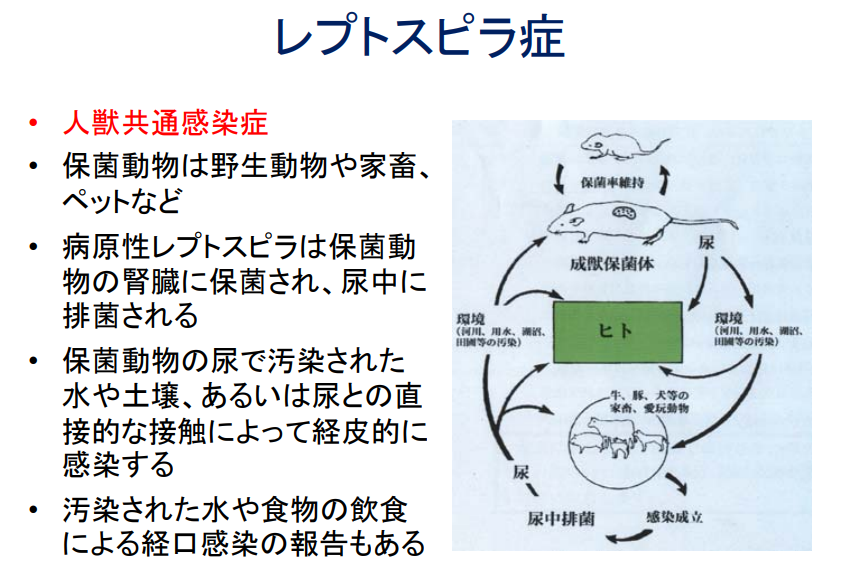 レプトスピラ症
• 人獣共通感染症
• 保菌動物は野生動物や家畜、
ペットなど
• 病原性レプトスピラは保菌動
物の腎臓に保菌され、尿中に
排菌される
• 保菌動物の尿で汚染された
水や土壌、あるいは尿との直
接的な接触によって経皮的に
感染する
• 汚染された水や食物の飲食
による経口感染の報告もある
保菌率維持
成獣保菌体
尿
環境
(河川、用水、湖沼、
田圃等の汚染)
ヒト
環境
(河川、用水、湖沼、
田圃等の汚染)
牛、豚、犬等の
家畜、愛玩動物
尿
尿中排菌
感染成立